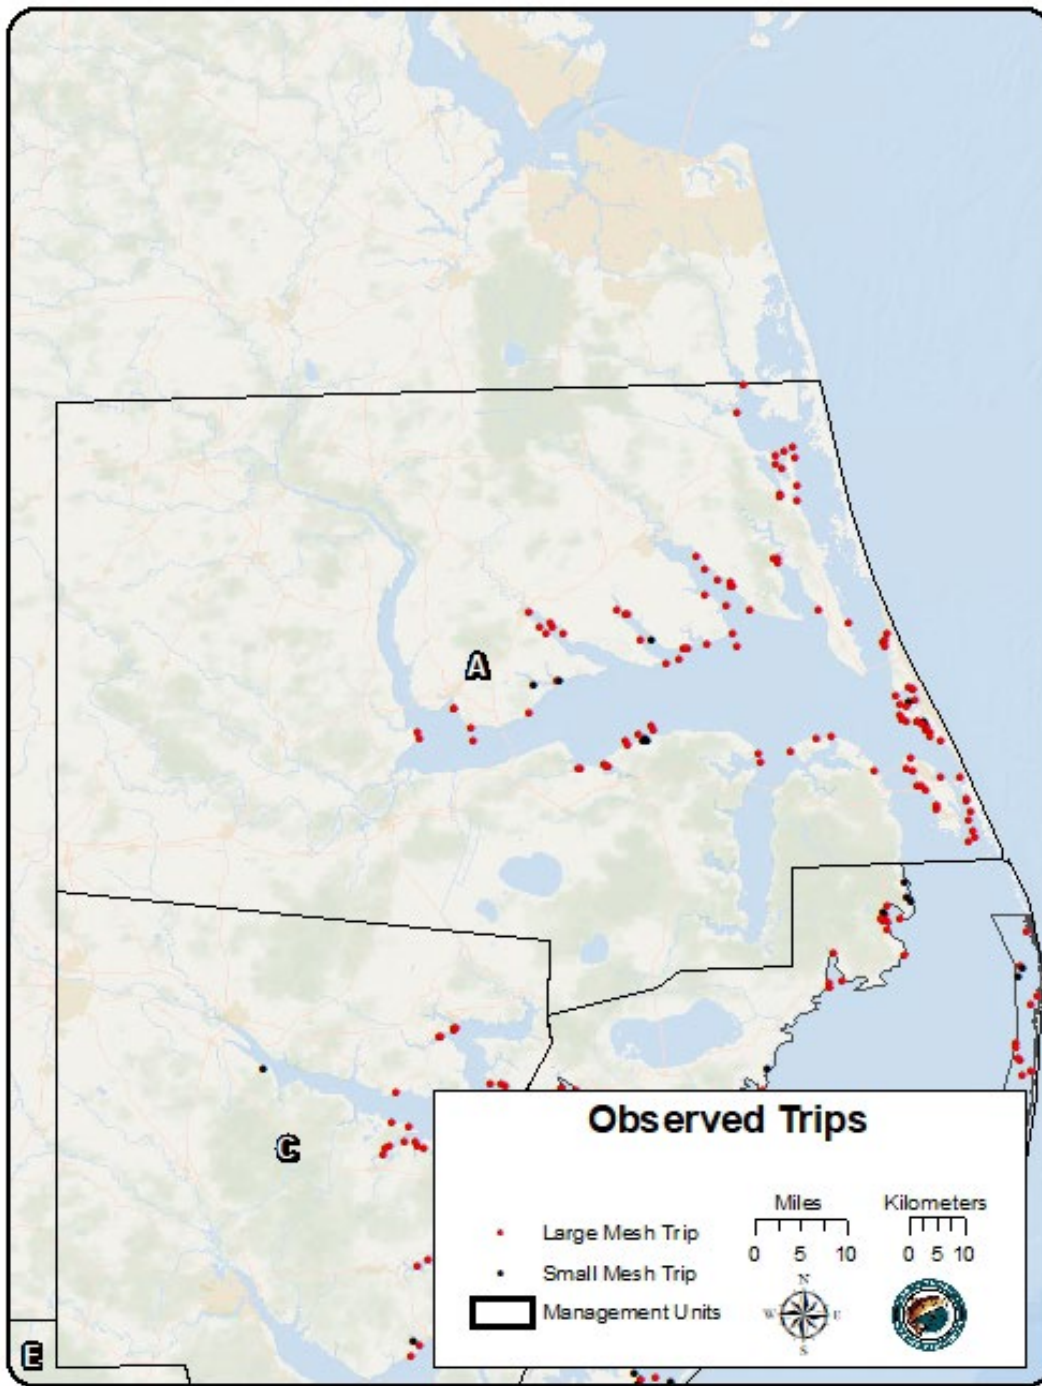 A
C
E
Observed Trips
Miles
Kilometers
Large Mesh Trip
0 5 10
0 5 10
Small Mesh Trip
N
W E
S
Management Units